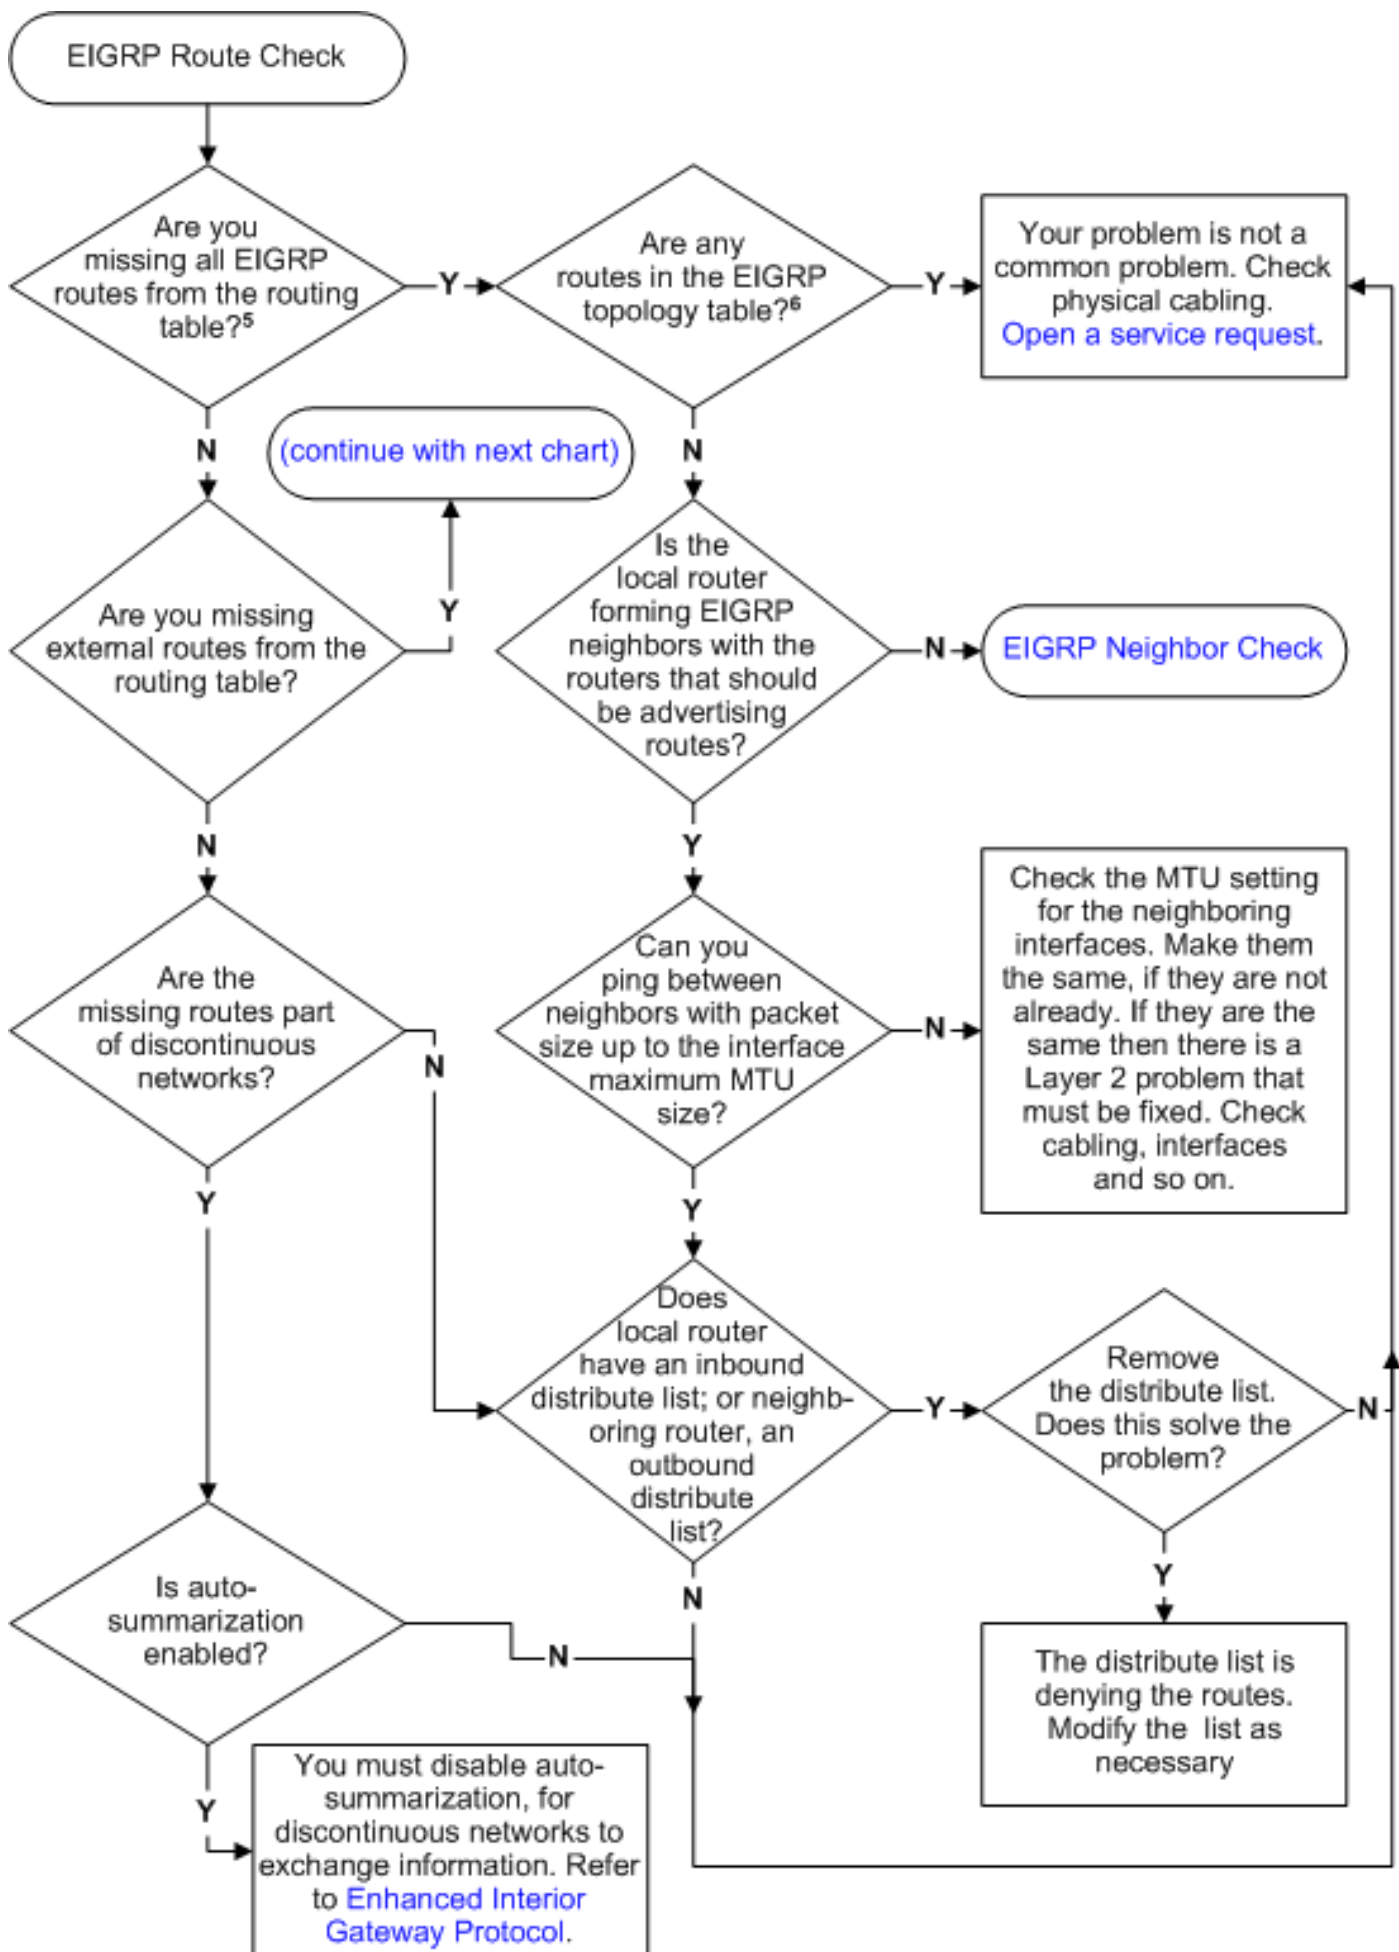 EIGRP Route Check
Are you
missing all EIGRP
routes from the routing
table?⁵
Y
Are any
routes in the EIGRP
topology table?⁶
Y
Your problem is not a
common problem. Check
physical cabling.
Open a service request.
N
(continue with next chart)
N
Are you missing
external routes from the
routing table?
Y
Is the
local router
forming EIGRP
neighbors with the
routers that should
be advertising
routes?
N
EIGRP Neighbor Check
N
Y
Are the
missing routes part
of discontinuous
networks?
N
Can you
ping between
neighbors with packet
size up to the interface
maximum MTU
size?
N
Check the MTU setting
for the neighboring
interfaces. Make them
the same, if they are not
already. If they are the
same then there is a
Layer 2 problem that
must be fixed. Check
cabling, interfaces
and so on.
Y
Y
Does
local router
have an inbound
distribute list; or neighb-
oring router, an
outbound
distribute
list?
Y
Remove
the distribute list.
Does this solve the
problem?
N
Is auto-
summarization
enabled?
N
N
Y
The distribute list is
denying the routes.
Modify the list as
necessary
Y
You must disable auto-
summarization, for
discontinuous networks to
exchange information. Refer
to Enhanced Interior
Gateway Protocol.